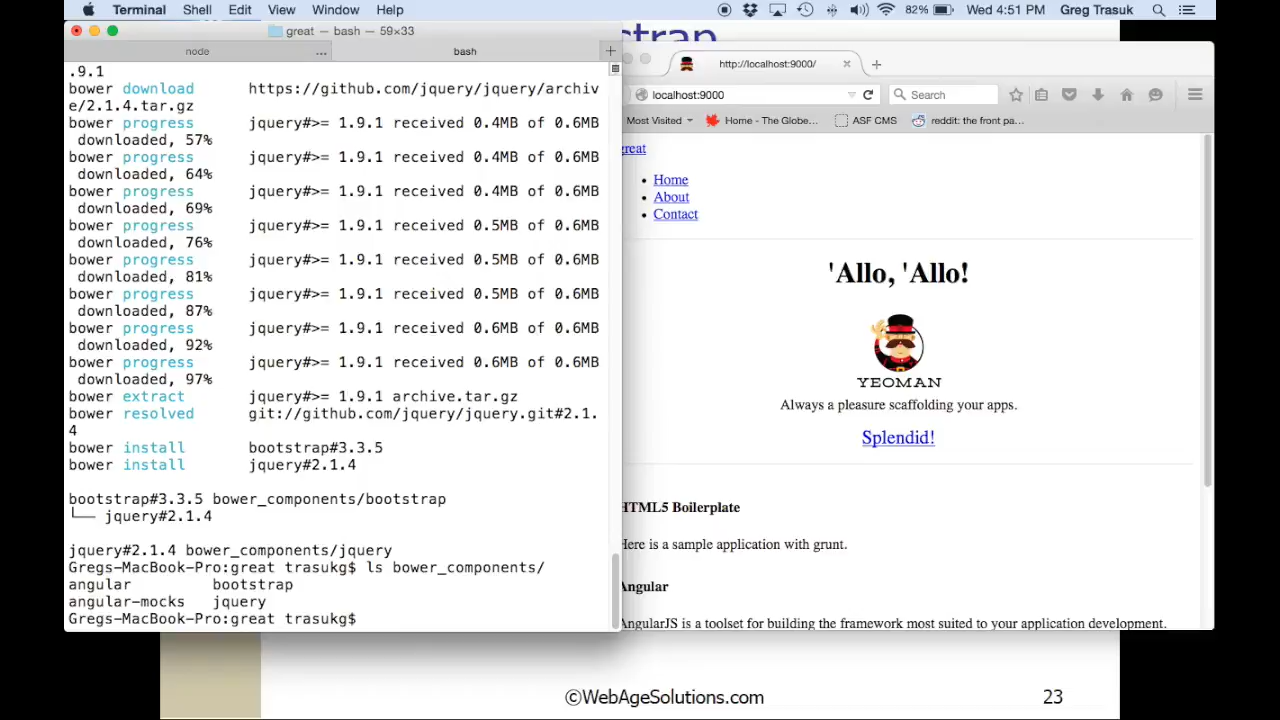 Terminal Shell Edit View Window Help 82% Wed 4:51 PM Greg Trasuk
great — bash — 59×33
node ... bash +
.9.1
bower download https://github.com/jquery/jquery/archiv
e/2.1.4.tar.gz
bower progress jquery#>= 1.9.1 received 0.4MB of 0.6MB
downloaded, 57%
bower progress jquery#>= 1.9.1 received 0.4MB of 0.6MB
downloaded, 64%
bower progress jquery#>= 1.9.1 received 0.4MB of 0.6MB
downloaded, 69%
bower progress jquery#>= 1.9.1 received 0.5MB of 0.6MB
downloaded, 76%
bower progress jquery#>= 1.9.1 received 0.5MB of 0.6MB
downloaded, 81%
bower progress jquery#>= 1.9.1 received 0.5MB of 0.6MB
downloaded, 87%
bower progress jquery#>= 1.9.1 received 0.6MB of 0.6MB
downloaded, 92%
bower progress jquery#>= 1.9.1 received 0.6MB of 0.6MB
downloaded, 97%
bower extract jquery#>= 1.9.1 archive.tar.gz
bower resolved git://github.com/jquery/jquery.git#2.1.
4
bower install bootstrap#3.3.5
bower install jquery#2.1.4
bootstrap#3.3.5 bower_components/bootstrap
└── jquery#2.1.4
jquery#2.1.4 bower_components/jquery
Gregs-MacBook-Pro:great trasukg$ ls bower_components/
angular bootstrap
angular-mocks jquery
Gregs-MacBook-Pro:great trasukg$
http://localhost:9000/ × +
localhost:9000 Search
Most Visited Home - The Globe... ASF CMS reddit: the front pa...
great
• Home
• About
• Contact
'Allo, 'Allo!
YEOMAN
Always a pleasure scaffolding your apps.
Splendid!
HTML5 Boilerplate
Here is a sample application with grunt.
Angular
AngularJS is a toolset for building the framework most suited to your application development.
©WebAgeSolutions.com 23